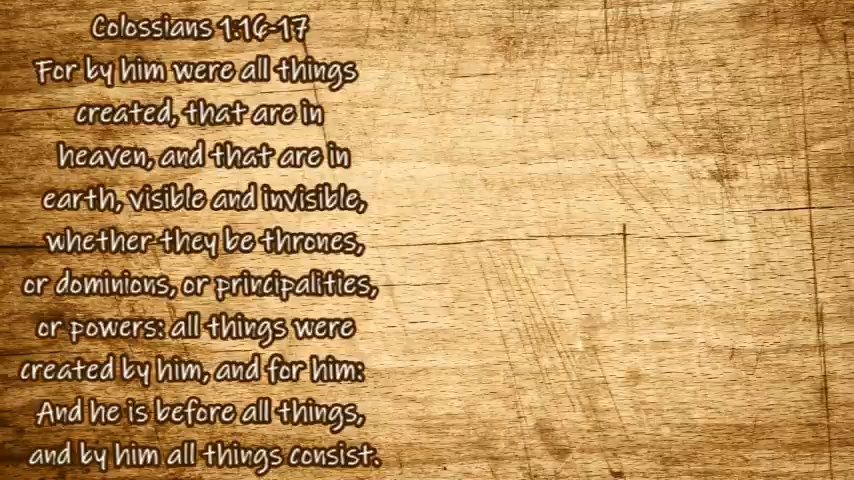 Colossians 1.16-17
For by him were all things
created, that are in
heaven, and that are in
earth, visible and invisible,
whether they be thrones,
or dominions, or principalities,
or powers: all things were
created by him, and for him:
And he is before all things,
and by him all things consist.